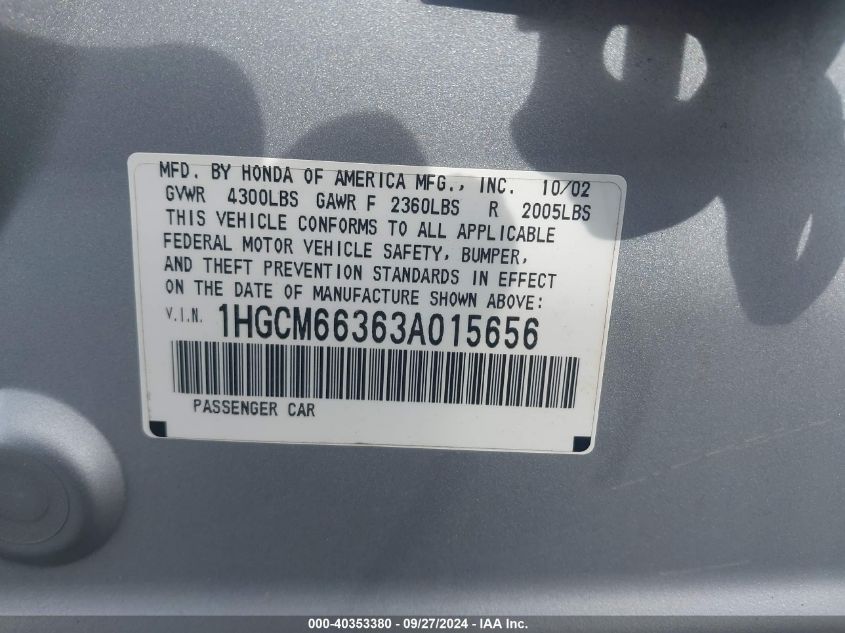 MFD. BY HONDA OF AMERICA MFG., INC. 10/02
GVWR 4300LBS GAWR F 2360LBS R 2005LBS
THIS VEHICLE CONFORMS TO ALL APPLICABLE
FEDERAL MOTOR VEHICLE SAFETY, BUMPER,
AND THEFT PREVENTION STANDARDS IN EFFECT
ON THE DATE OF MANUFACTURE SHOWN ABOVE:
V.I.N. 1HGCM66363A015656
PASSENGER CAR
000-40353380 - 09/27/2024 - IAA Inc.